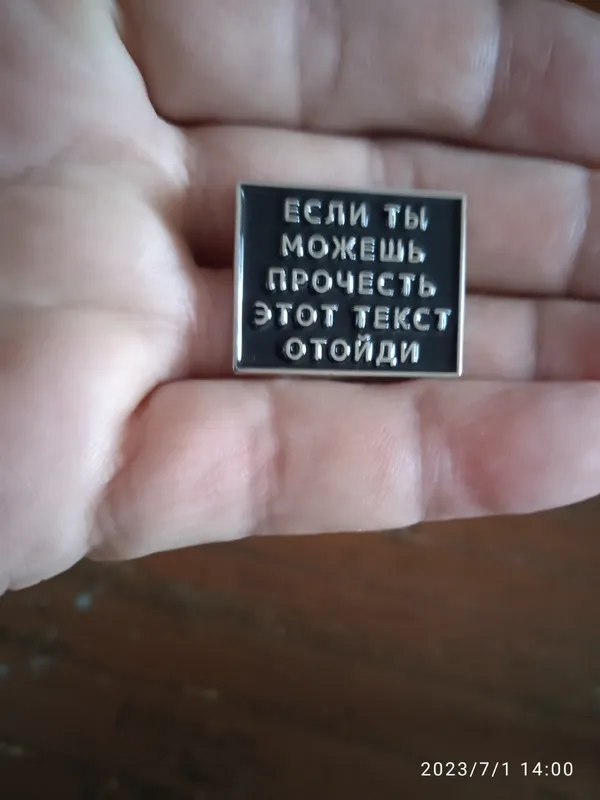 ЕСЛИ ТЫ
МОЖЕШЬ
ПРОЧЕСТЬ
ЭТОТ ТЕКСТ
ОТОЙДИ
2023/7/1 14:00